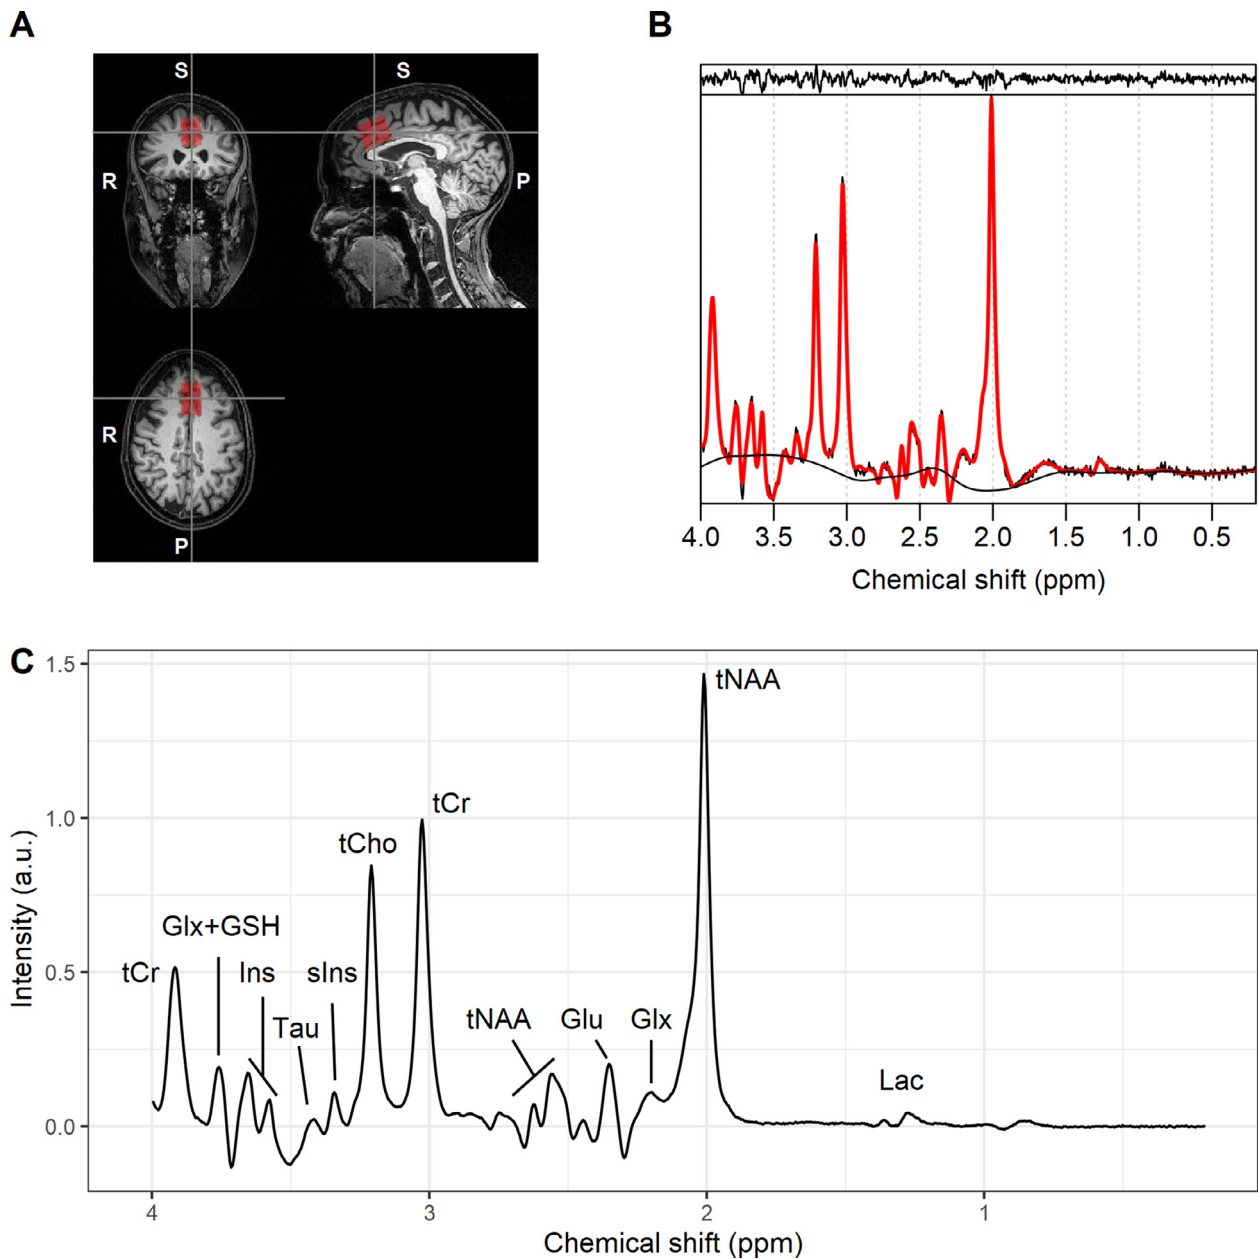 A
S
S
R
P
R
P
B
4.0 3.5 3.0 2.5 2.0 1.5 1.0 0.5
Chemical shift (ppm)
C
1.5
1.0
0.5
0.0
Intensity (a.u.)
tNAA
tCr
tCho
Glx+GSH
tCr
Ins
sIns
Tau
tNAA
Glu
Glx
Lac
4 3 2 1
Chemical shift (ppm)